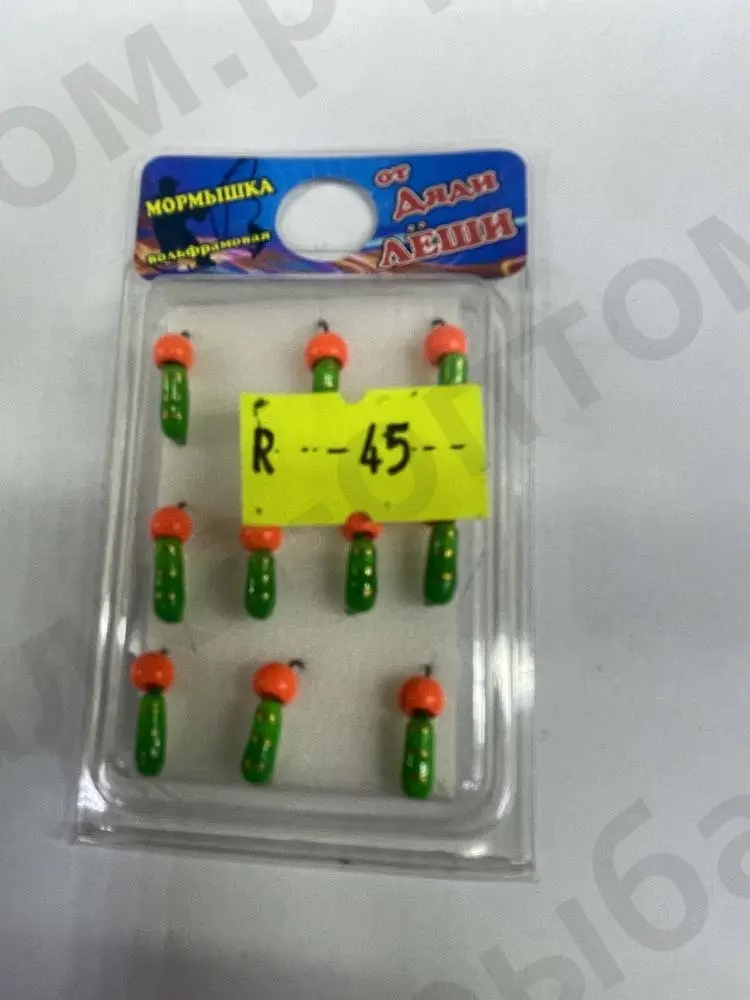 МОРМЫШКА
вольфрамовая
от
Дяди
ЛЁШИ
R --- 45 ---